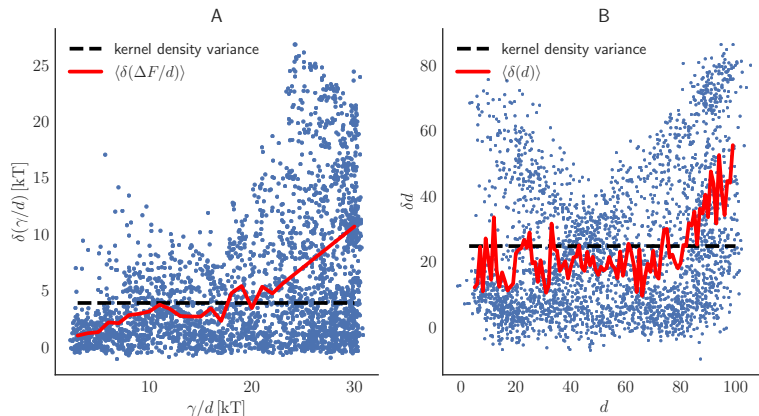 A
kernel density variance
⟨δ(ΔF/d)⟩
δ(γ/d) [kT]
25
20
15
10
5
0
10
20
30
γ/d [kT]
B
kernel density variance
⟨δ(d)⟩
δd
80
60
40
20
0
0
20
40
60
80
100
d